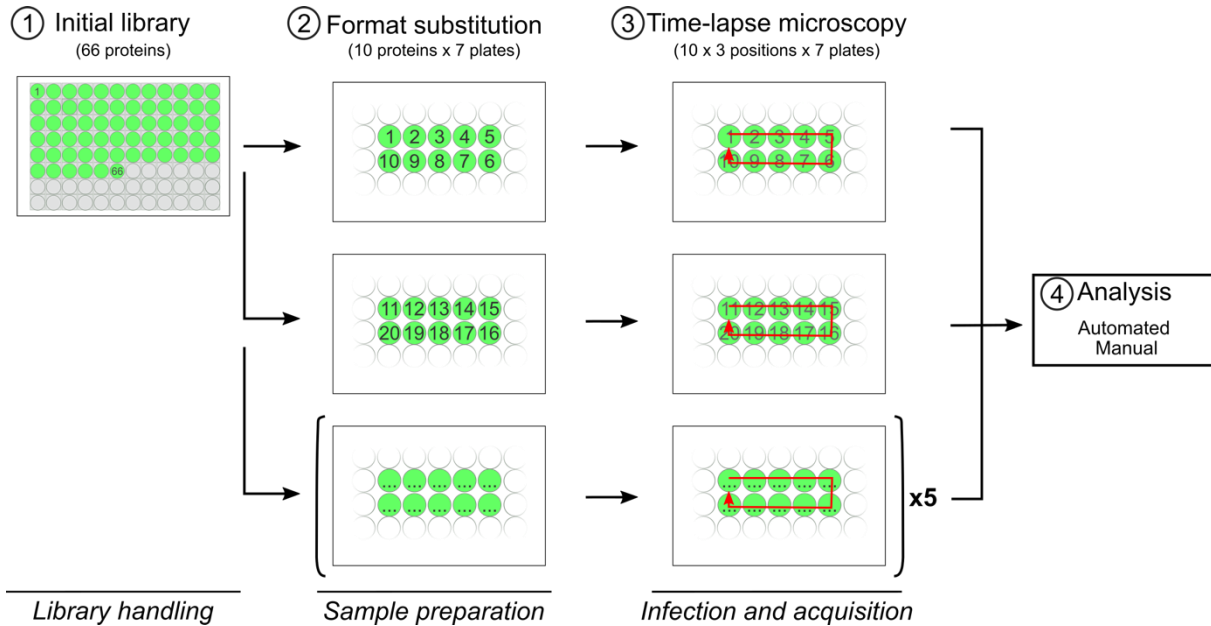 1 Initial library
(66 proteins)
2 Format substitution
(10 proteins x 7 plates)
3 Time-lapse microscopy
(10 x 3 positions x 7 plates)
1
66
1 2 3 4 5
10 9 8 7 6
1 2 3 4 5
10 9 8 7 6
11 12 13 14 15
20 19 18 17 16
11 12 13 14 15
20 19 18 17 16
4 Analysis
Automated
Manual
... ... ... ... ...
... ... ... ... ...
... ... ... ... ...
... ... ... ... ...
x5
Library handling
Sample preparation
Infection and acquisition